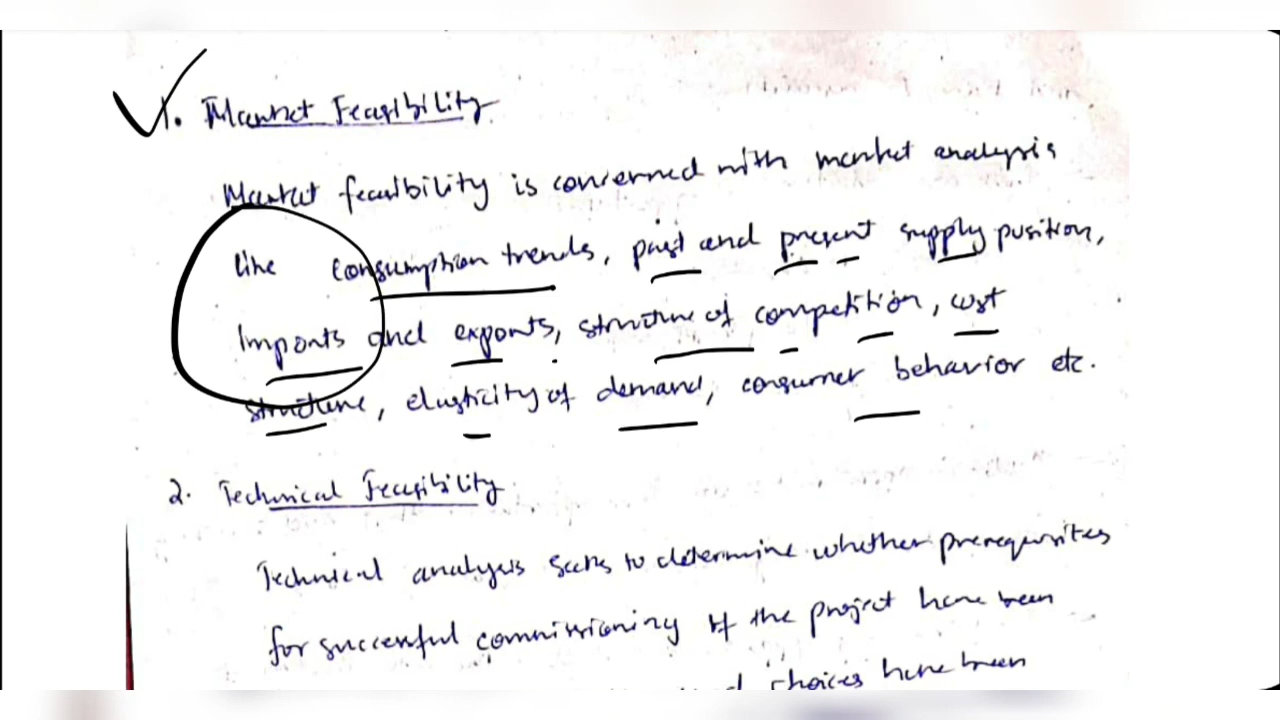 1. Market Feasibility
Market feasibility is concerned with market analysis
like consumption trends, past and present supply position,
Imports and exports, structure of competition, cost
structure, elasticity of demand, consumer behavior etc.
2. Technical Feasibility
Technical analysis seeks to determine whether prerequisites
for successful commissioning of the project have been
choices have been